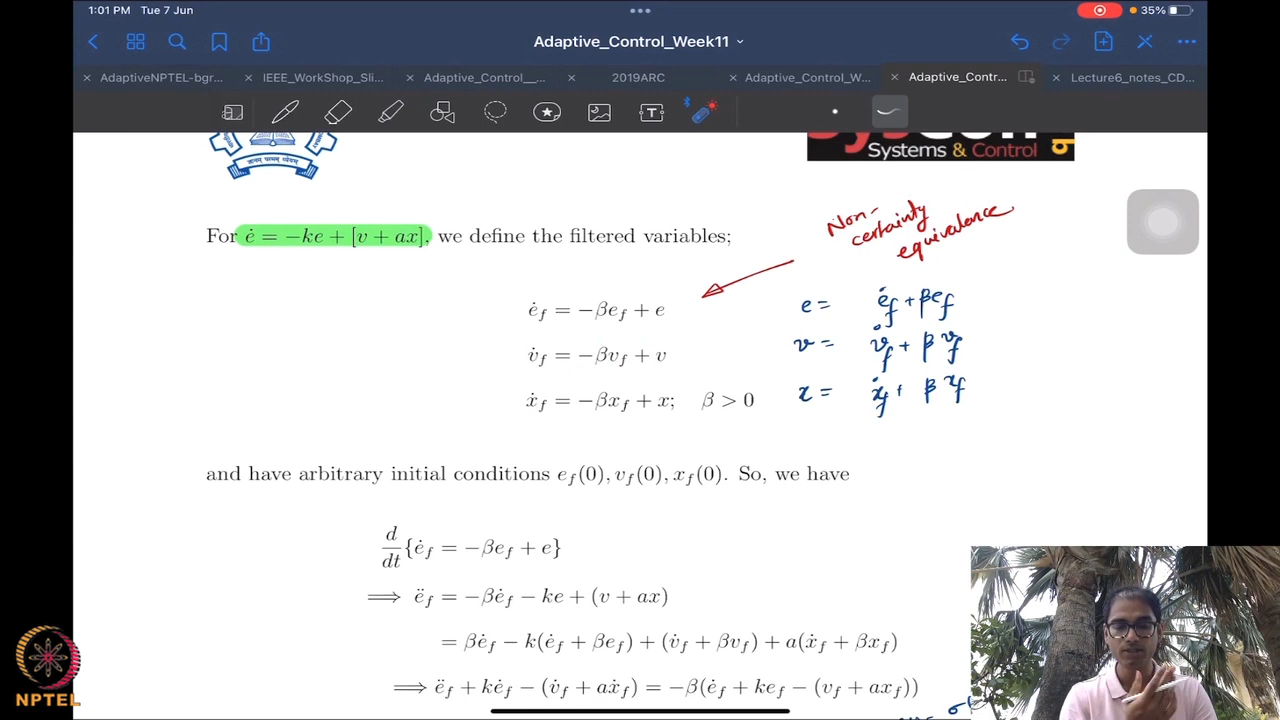 1:01 PM Tue 7 Jun
35%
Adaptive_Control_Week11
AdaptiveNPTEL-bgr...
IEEE_WorkShop_Sli...
Adaptive_Control__...
2019ARC
Adaptive_Control_W...
Adaptive_Contr...
Lecture6_notes_CD...
Systems & Control
Non-
certainty
equivalence
For ė = −ke + [v + ax], we define the filtered variables;
ė_f = −βe_f + e
e = ė_f + βe_f
v̇_f = −βv_f + v
v = v̇_f + βv_f
ẋ_f = −βx_f + x; β > 0
x = ẋ_f + βx_f
and have arbitrary initial conditions e_f(0), v_f(0), x_f(0). So, we have
d/dt{ė_f = −βe_f + e}
⟹ ë_f = −βė_f − ke + (v + ax)
= βė_f − k(ė_f + βe_f) + (v̇_f + βv_f) + a(ẋ_f + βx_f)
⟹ ë_f + kė_f − (v̇_f + aẋ_f) = −β(ė_f + ke_f − (v_f + ax_f))
NPTEL